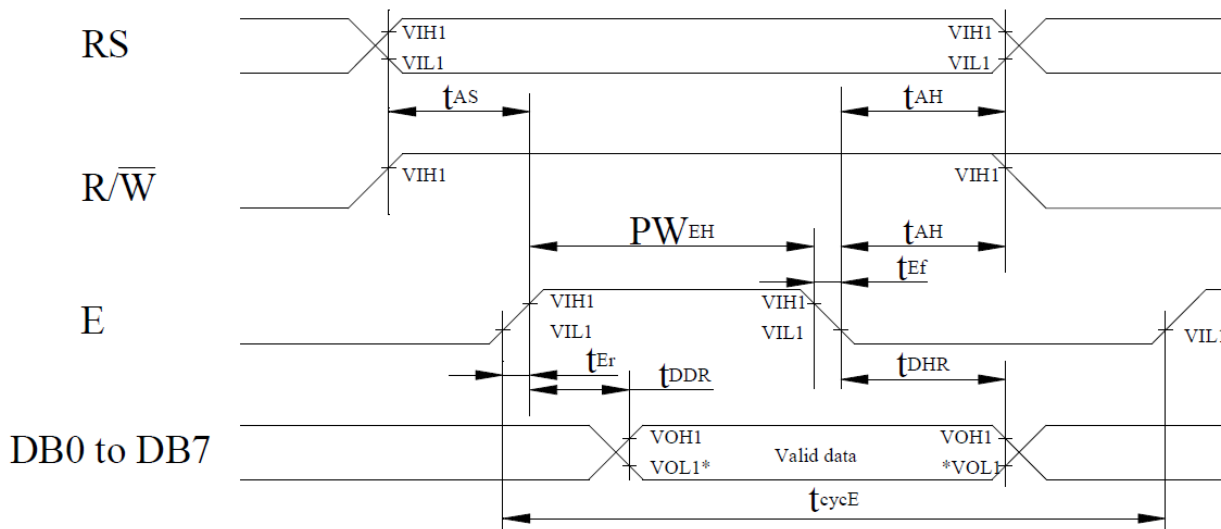 RS
VIH1
VIH1
VIL1
VIL1
tAS
tAH
R/W̅
VIH1
VIH1
PWEH
tAH
tEf
E
VIH1
VIH1
VIL1
VIL1
VIL1
tEr
tDDR
tDHR
DB0 to DB7
VOH1
VOH1
VOL1*
Valid data
*VOL1
tcycE